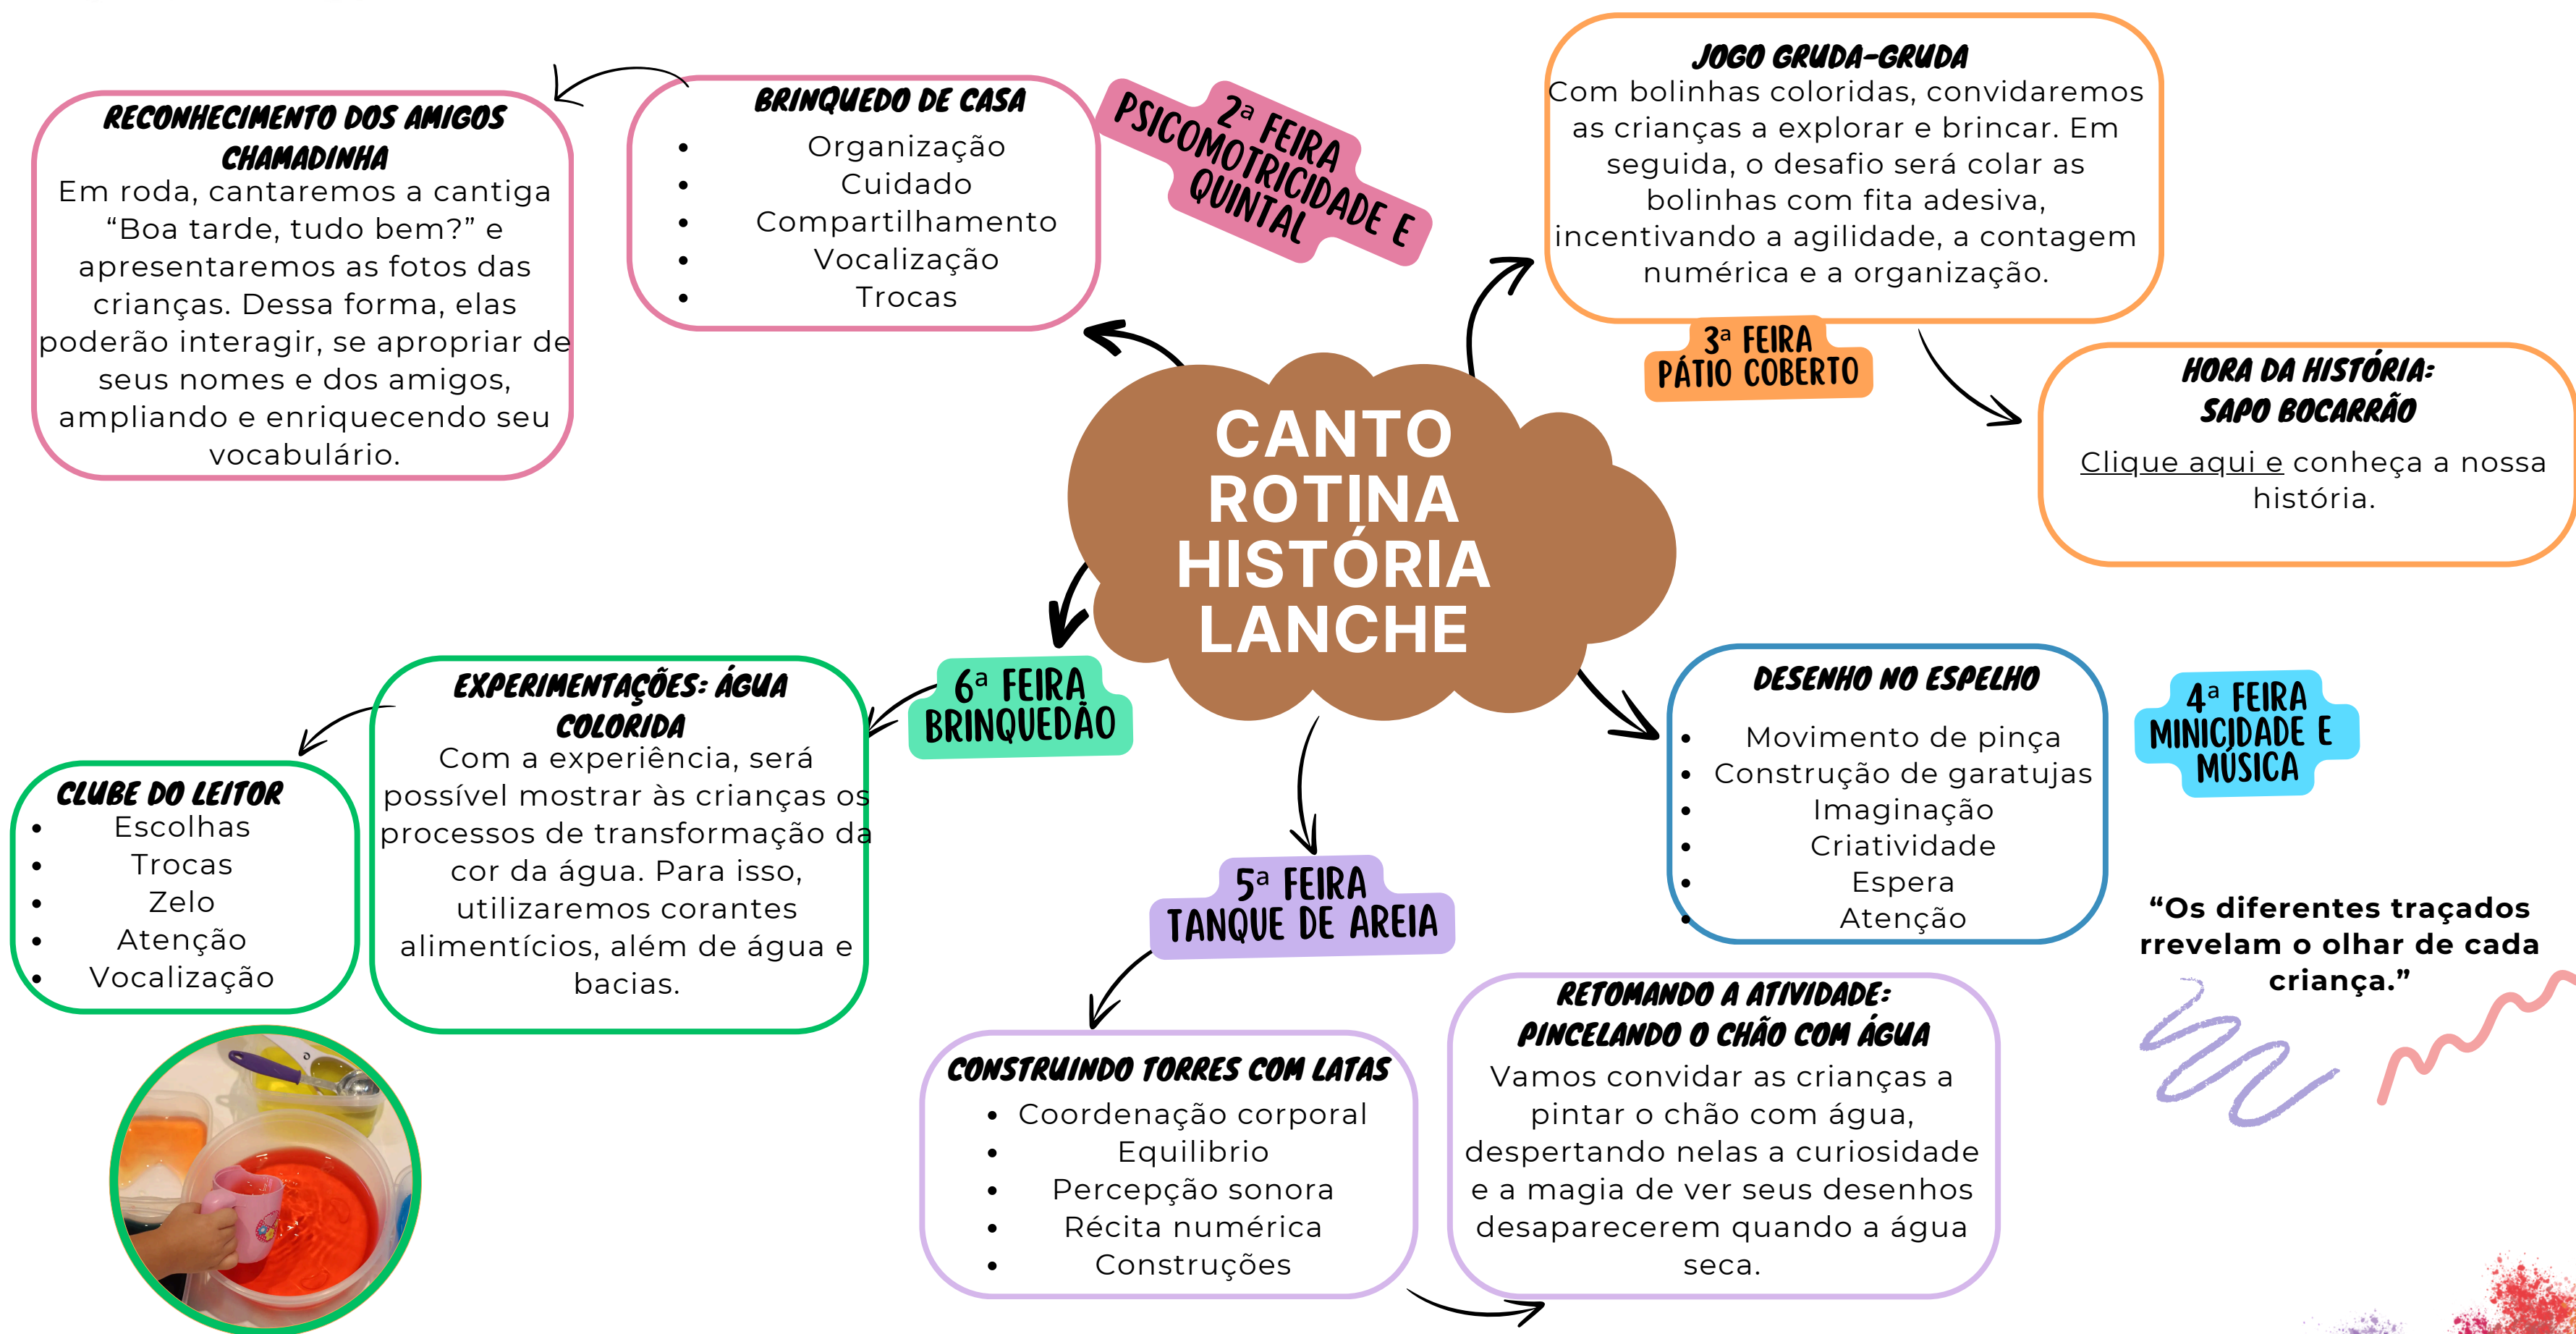 RECONHECIMENTO DOS AMIGOS
CHAMADINHA
Em roda, cantaremos a cantiga
“Boa tarde, tudo bem?” e
apresentaremos as fotos das
crianças. Dessa forma, elas
poderão interagir, se apropriar de
seus nomes e dos amigos,
ampliando e enriquecendo seu
vocabulário.
BRINQUEDO DE CASA
• Organização
• Cuidado
• Compartilhamento
• Vocalização
• Trocas
2ª FEIRA
PSICOMOTRICIDADE E
QUINTAL
JOGO GRUDA-GRUDA
Com bolinhas coloridas, convidaremos
as crianças a explorar e brincar. Em
seguida, o desafio será colar as
bolinhas com fita adesiva,
incentivando a agilidade, a contagem
numérica e a organização.
3ª FEIRA
PÁTIO COBERTO
HORA DA HISTÓRIA:
SAPO BOCARRÃO
Clique aqui e conheça a nossa
história.
CANTO
ROTINA
HISTÓRIA
LANCHE
DESENHO NO ESPELHO
• Movimento de pinça
• Construção de garatujas
• Imaginação
• Criatividade
• Espera
• Atenção
4ª FEIRA
MINICIDADE E
MÚSICA
“Os diferentes traçados
rrevelam o olhar de cada
criança.”
5ª FEIRA
TANQUE DE AREIA
CONSTRUINDO TORRES COM LATAS
• Coordenação corporal
• Equilibrio
• Percepção sonora
• Récita numérica
• Construções
RETOMANDO A ATIVIDADE:
PINCELANDO O CHÃO COM ÁGUA
Vamos convidar as crianças a
pintar o chão com água,
despertando nelas a curiosidade
e a magia de ver seus desenhos
desaparecerem quando a água
seca.
6ª FEIRA
BRINQUEDÃO
EXPERIMENTAÇÕES: ÁGUA
COLORIDA
Com a experiência, será
possível mostrar às crianças os
processos de transformação da
cor da água. Para isso,
utilizaremos corantes
alimentícios, além de água e
bacias.
CLUBE DO LEITOR
• Escolhas
• Trocas
• Zelo
• Atenção
• Vocalização